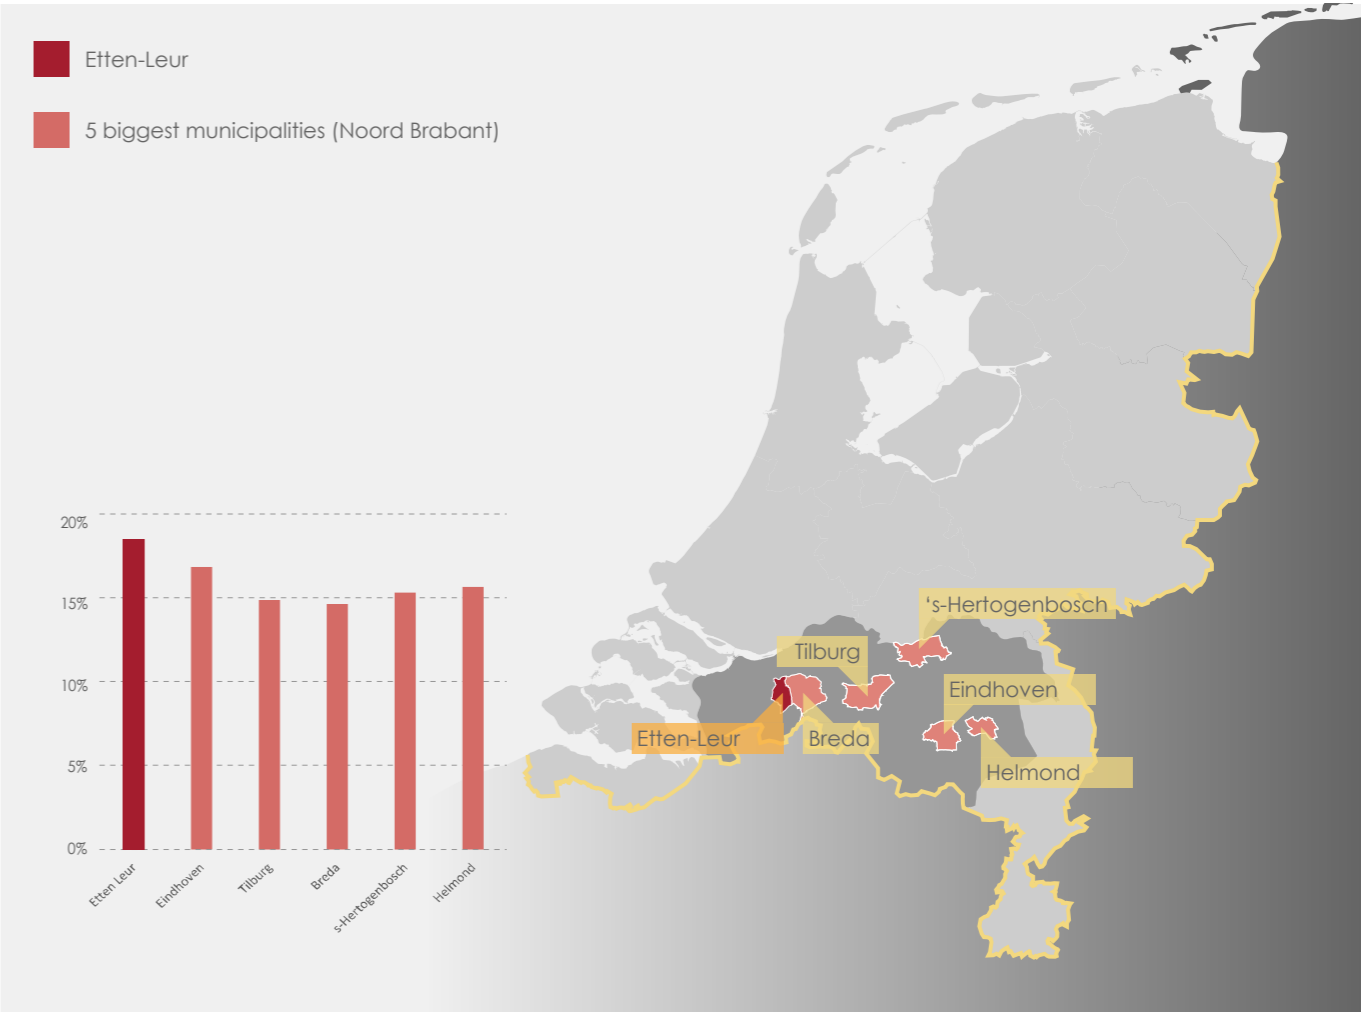 Etten-Leur
5 biggest municipalities (Noord Brabant)
20%
15%
10%
5%
0%
Etten Leur
Eindhoven
Tilburg
Breda
s-Hertogenbosch
Helmond
‘s-Hertogenbosch
Tilburg
Eindhoven
Etten-Leur
Breda
Helmond